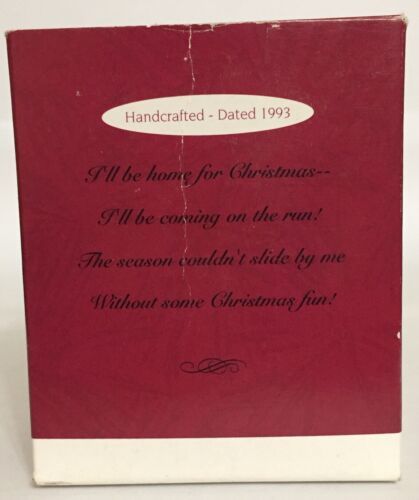 Handcrafted - Dated 1993
I'll be home for Christmas--
I'll be coming on the run!
The season couldn't slide by me
Without some Christmas fun!